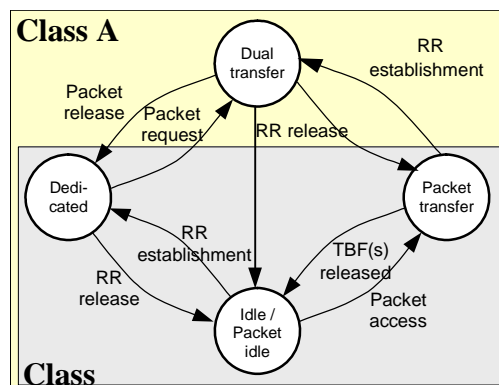 Class A
Dual
transfer
RR
establishment
Packet
release
Packet
request
RR release
Dedi-
cated
Packet
transfer
RR
establishment
TBF(s)
released
RR
release
Packet
access
Idle /
Packet
idle
Class